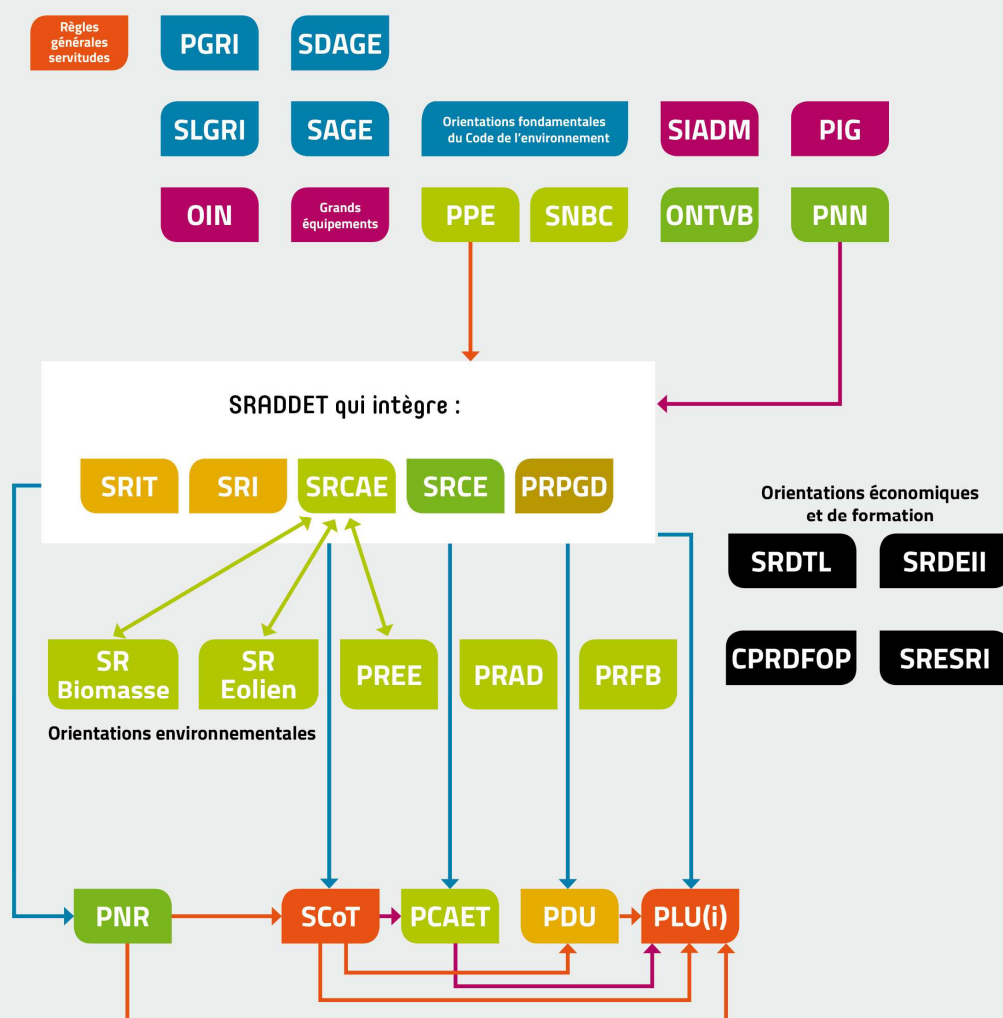 Règles
générales
servitudes
PGRI
SDAGE
SLGRI
SAGE
Orientations fondamentales
du Code de l'environnement
SIADM
PIG
OIN
Grands
équipements
PPE
SNBC
ONTVB
PNN
SRADDET qui intègre :
SRIT
SRI
SRCAE
SRCE
PRPGD
Orientations économiques
et de formation
SRDTL
SRDEII
CPRDFOP
SRESRI
SR
Biomasse
SR
Eolien
PREE
PRAD
PRFB
Orientations environnementales
PNR
SCoT
PCAET
PDU
PLU(i)